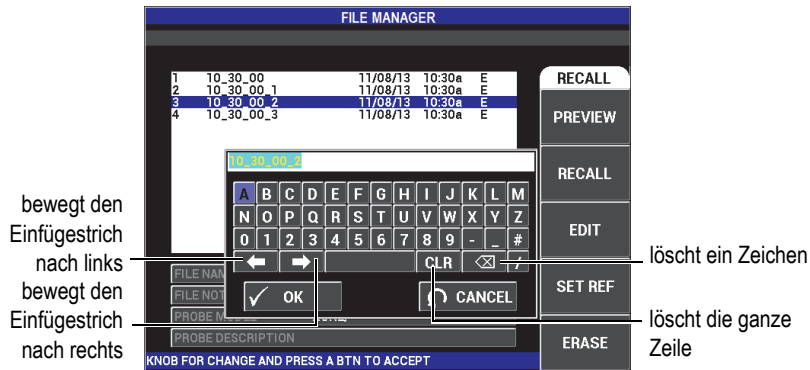 FILE MANAGER
1 10_30_00 11/08/13 10:30a E
2 10_30_00_1 11/08/13 10:30a E
3 10_30_00_2 11/08/13 10:30a E
4 10_30_00_3 11/08/13 10:30a E
RECALL
PREVIEW
RECALL
EDIT
SET REF
ERASE
10_30_00_2
A B C D E F G H I J K L M
N O P Q R S T U V W X Y Z
0 1 2 3 4 5 6 7 8 9 - _ #
CLR /
OK CANCEL
FILE NAM
FILE NOT
PROBE DESCRIPTION
KNOB FOR CHANGE AND PRESS A BTN TO ACCEPT
bewegt den
Einfügestrich
nach links
bewegt den
Einfügestrich
nach rechts
löscht ein Zeichen
löscht die ganze
Zeile